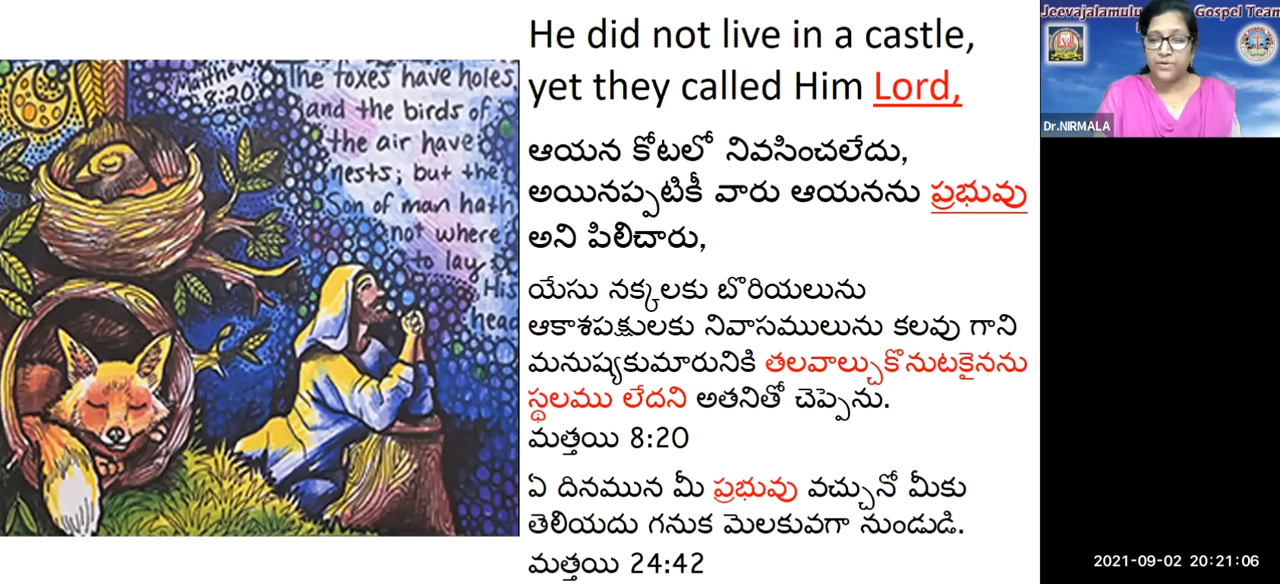 He did not live in a castle,
yet they called Him Lord,
ఆయన కోటలో నివసించలేదు,
అయినప్పటికీ వారు ఆయనను ప్రభువు
అని పిలిచారు,
యేసు నక్కలకు బొరియలును
ఆకాశపక్షులకు నివాసములును కలవు గాని
మనుష్యకుమారునికి తలవాల్చుకొనుటకైనను
స్థలము లేదని అతనితో చెప్పెను.
మత్తయి 8:20
ఏ దినమున మీ ప్రభువు వచ్చునో మీకు
తెలియదు గనుక మెలకువగా నుండుడి.
మత్తయి 24:42
Matthew
8:20
The foxes have holes
and the birds of
the air have
nests; but the
Son of man hath
not where
to lay
His
head
Jeevajalamulu Gospel Team
Dr.NIRMALA
2021-09-02 20:21:06